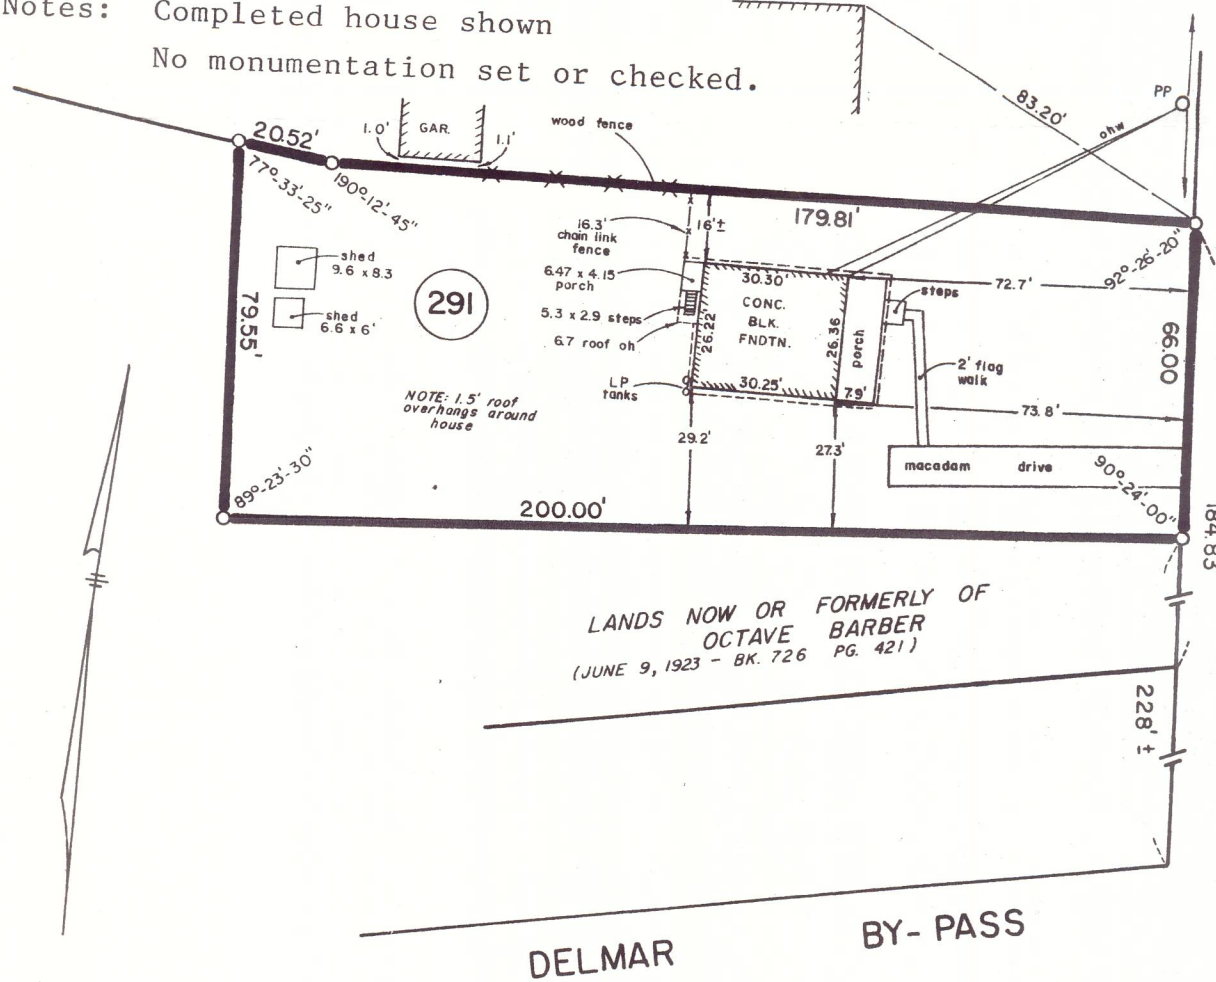 Notes: Completed house shown
No monumentation set or checked.
83.20'
PP
ohw
20.52'
1.0'
GAR.
1.1'
wood fence
77°-33'-25"
190°-12'-45"
179.81'
92°-26'-20"
16.3'
chain link
fence
16'±
shed
9.6 x 8.3
shed
6.6 x 6'
291
6.47 x 4.15
porch
5.3 x 2.9 steps
6.7 roof oh
30.30'
CONC.
BLK.
FNDTN.
26.22'
26.36
30.25'
porch
7.9'
72.7'
steps
2' flag
walk
73.8'
79.55'
66.00
LP
tanks
NOTE: 1.5' roof
overhangs around
house
29.2'
27.3'
macadam drive
89°-23'-30"
90°-24'-00"
200.00'
184.83
LANDS NOW OR FORMERLY OF
OCTAVE BARBER
(JUNE 9, 1923 - BK. 726 PG. 421)
228' ±
DELMAR BY-PASS